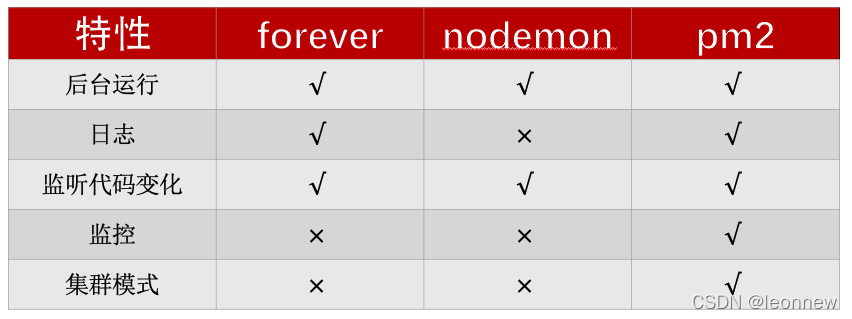 特性 forever nodemon pm2
后台运行 √ √ √
日志 √ × √
监听代码变化 √ √ √
监控 × × √
集群模式 × × √
CSDN @leonnew